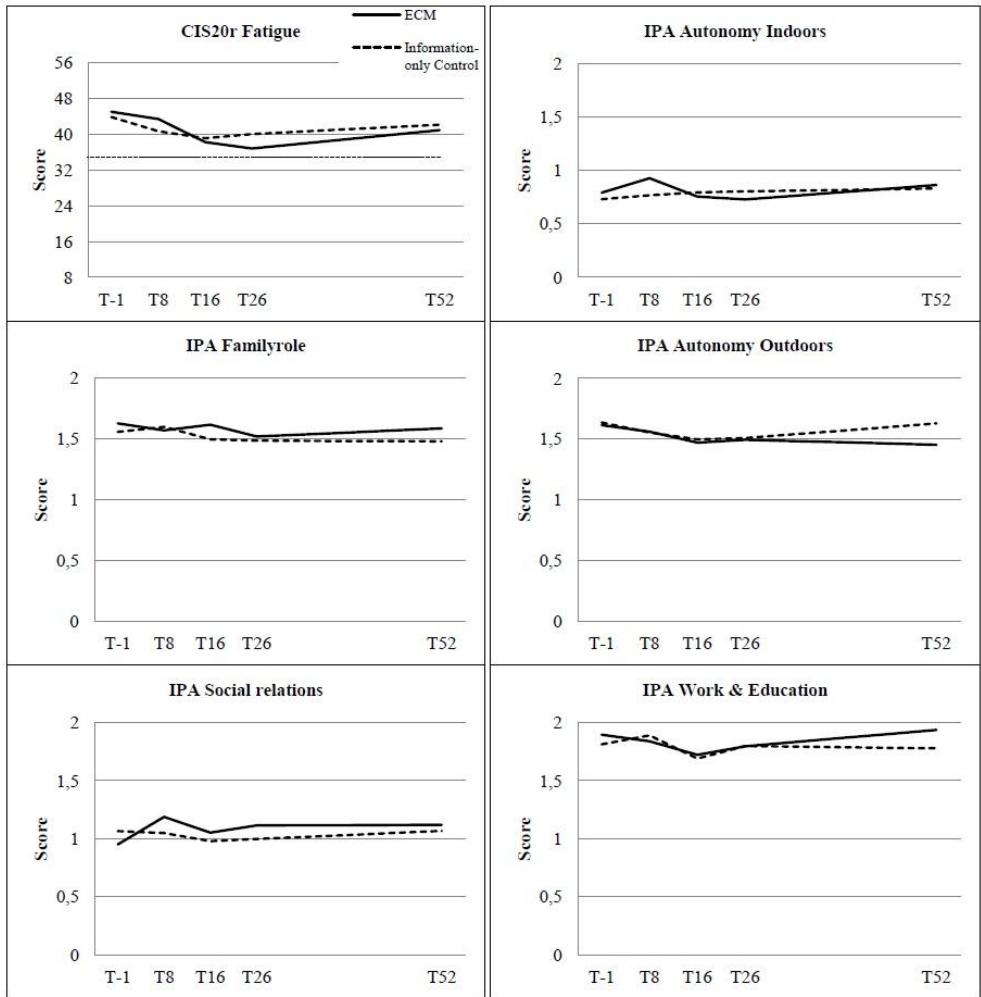 CIS20r Fatigue
ECM
Information-
only Control
Score
56
48
40
32
24
16
8
T-1 T8 T16 T26 T52
IPA Autonomy Indoors
Score
2
1,5
1
0,5
0
T-1 T8 T16 T26 T52
IPA Familyrole
Score
2
1,5
1
0,5
0
T-1 T8 T16 T26 T52
IPA Autonomy Outdoors
Score
2
1,5
1
0,5
0
T-1 T8 T16 T26 T52
IPA Social relations
Score
2
1,5
1
0,5
0
T-1 T8 T16 T26 T52
IPA Work & Education
Score
2
1,5
1
0,5
0
T-1 T8 T16 T26 T52